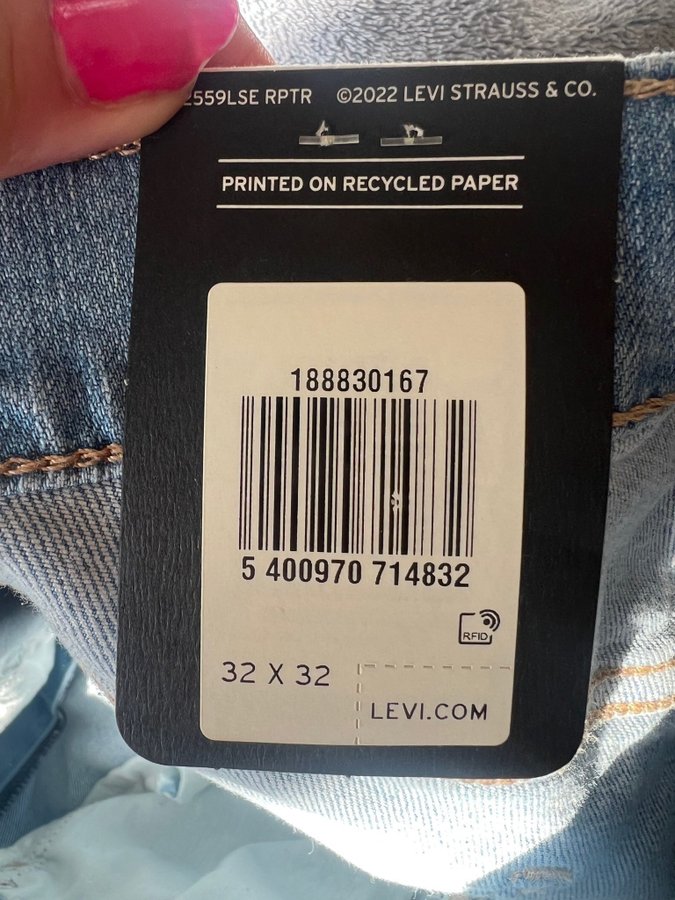 2559LSE RPTR ©2022 LEVI STRAUSS & CO.
PRINTED ON RECYCLED PAPER
188830167
5 400970 714832
RFID
32 X 32
LEVI.COM